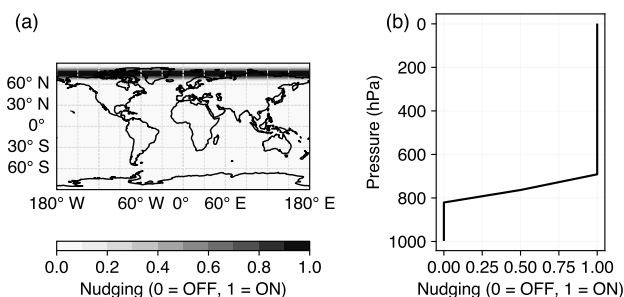 (a)
60° N
30° N
0°
30° S
60° S
180° W
60° W
0°
60° E
180° E
0.0
0.2
0.4
0.6
0.8
1.0
Nudging (0 = OFF, 1 = ON)
(b)
Pressure (hPa)
0
200
400
600
800
1000
0.00
0.25
0.50
0.75
1.00
Nudging (0 = OFF, 1 = ON)